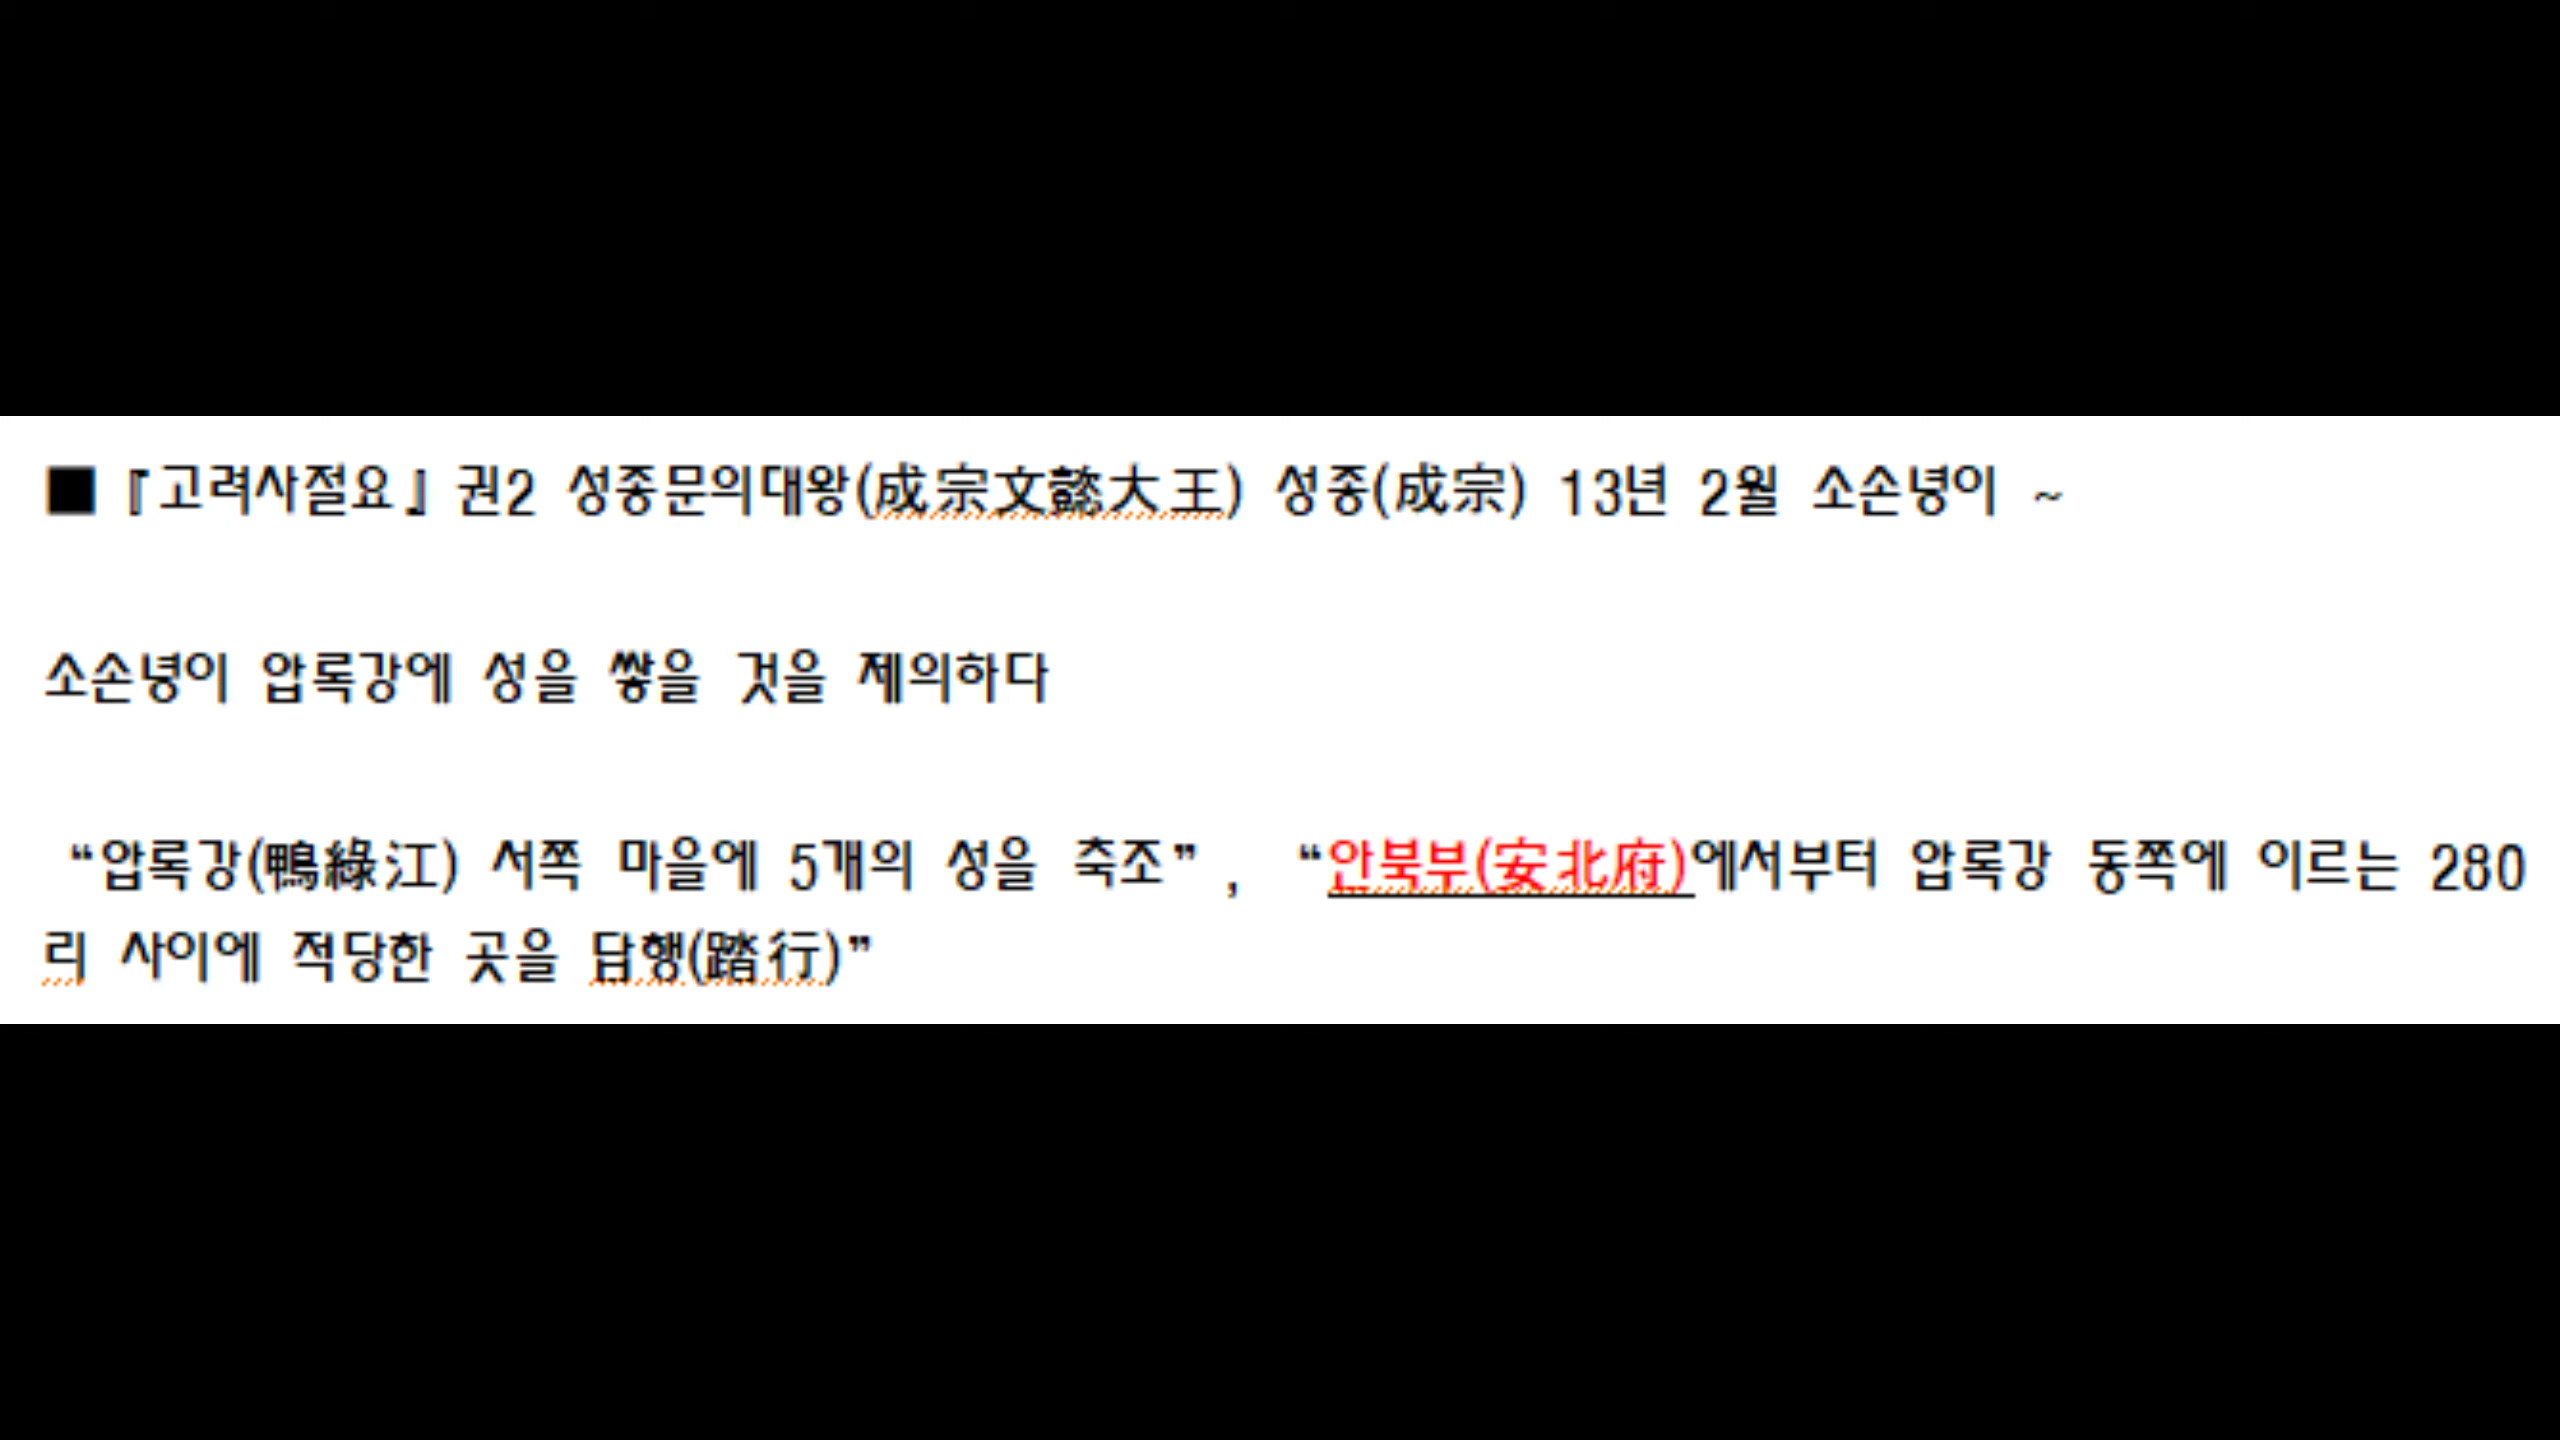 ■ 『고려사절요』 권2 성종문의대왕(成宗文懿大王) 성종(成宗) 13년 2월 소손녕이 ~
소손녕이 압록강에 성을 쌓을 것을 제의하다
“압록강(鴨綠江) 서쪽 마을에 5개의 성을 축조”, “안북부(安北府)에서부터 압록강 동쪽에 이르는 280
리 사이에 적당한 곳을 답행(踏行)”